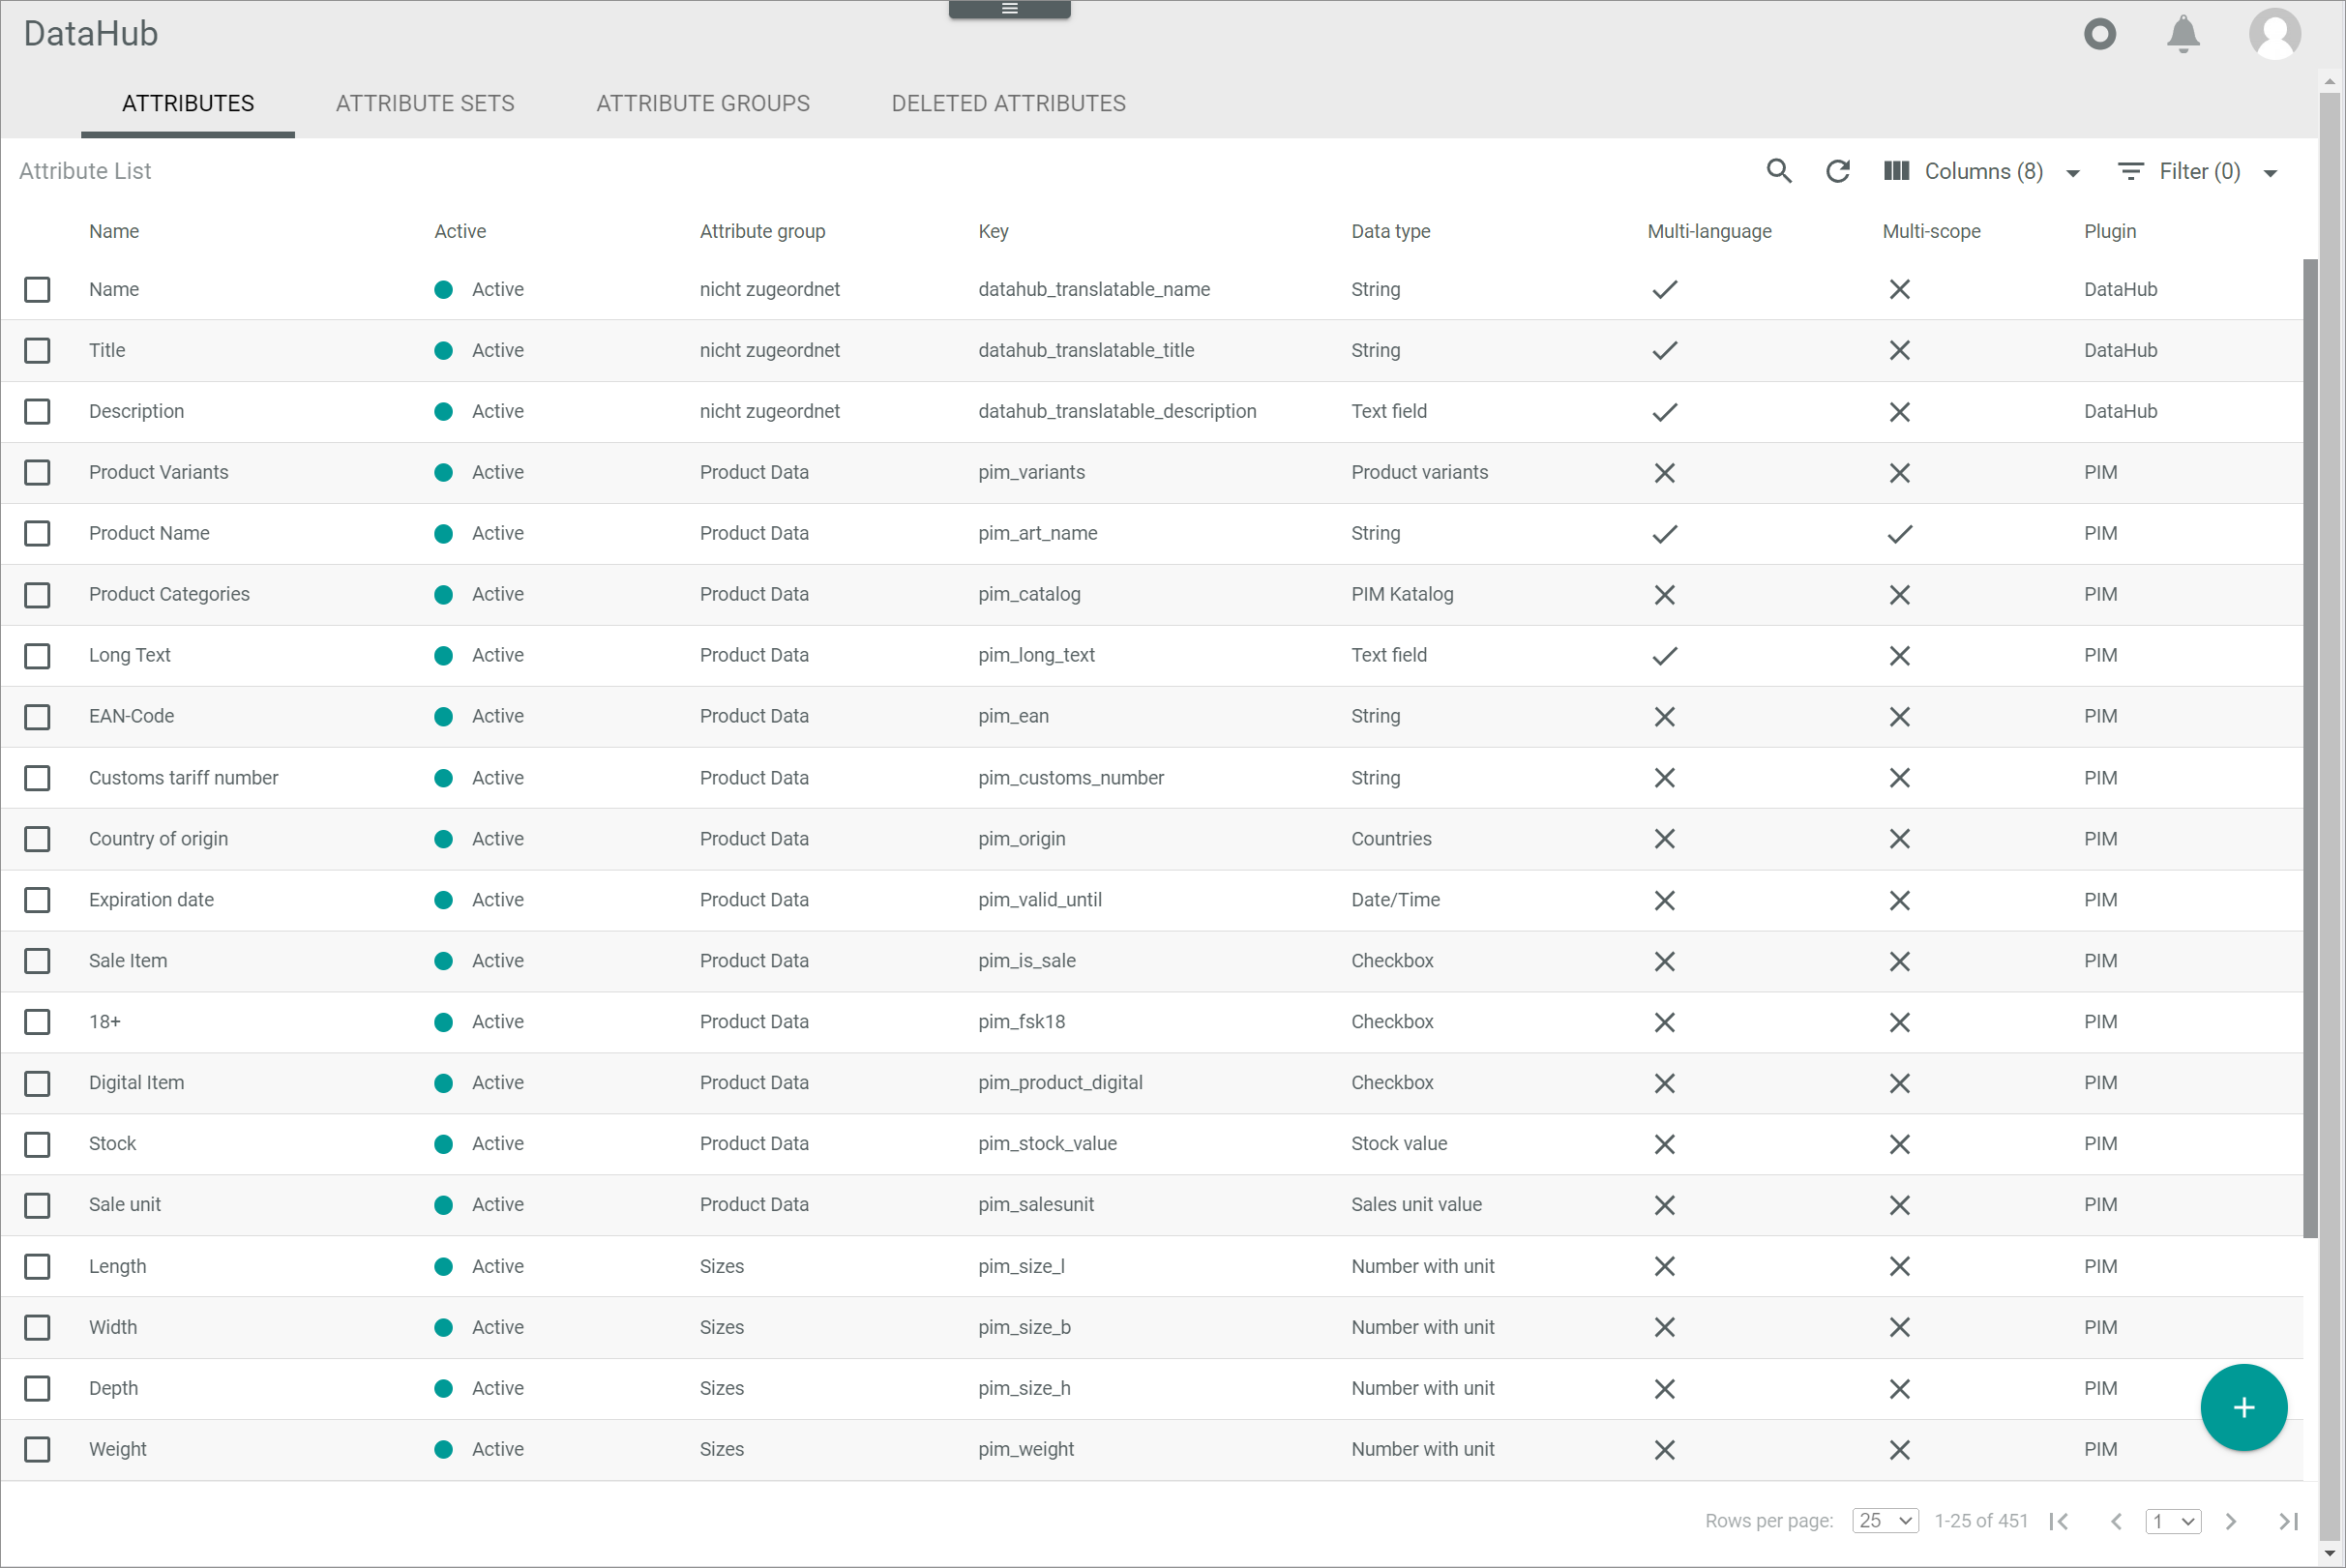 DataHub
ATTRIBUTES ATTRIBUTE SETS ATTRIBUTE GROUPS DELETED ATTRIBUTES
Attribute List Columns (8) Filter (0)
Name Active Attribute group Key Data type Multi-language Multi-scope Plugin
Name Active nicht zugeordnet datahub_translatable_name String DataHub
Title Active nicht zugeordnet datahub_translatable_title String DataHub
Description Active nicht zugeordnet datahub_translatable_description Text field DataHub
Product Variants Active Product Data pim_variants Product variants PIM
Product Name Active Product Data pim_art_name String PIM
Product Categories Active Product Data pim_catalog PIM Katalog PIM
Long Text Active Product Data pim_long_text Text field PIM
EAN-Code Active Product Data pim_ean String PIM
Customs tariff number Active Product Data pim_customs_number String PIM
Country of origin Active Product Data pim_origin Countries PIM
Expiration date Active Product Data pim_valid_until Date/Time PIM
Sale Item Active Product Data pim_is_sale Checkbox PIM
18+ Active Product Data pim_fsk18 Checkbox PIM
Digital Item Active Product Data pim_product_digital Checkbox PIM
Stock Active Product Data pim_stock_value Stock value PIM
Sale unit Active Product Data pim_salesunit Sales unit value PIM
Length Active Sizes pim_size_l Number with unit PIM
Width Active Sizes pim_size_b Number with unit PIM
Depth Active Sizes pim_size_h Number with unit PIM
Weight Active Sizes pim_weight Number with unit PIM
Rows per page: 25 1-25 of 451 1